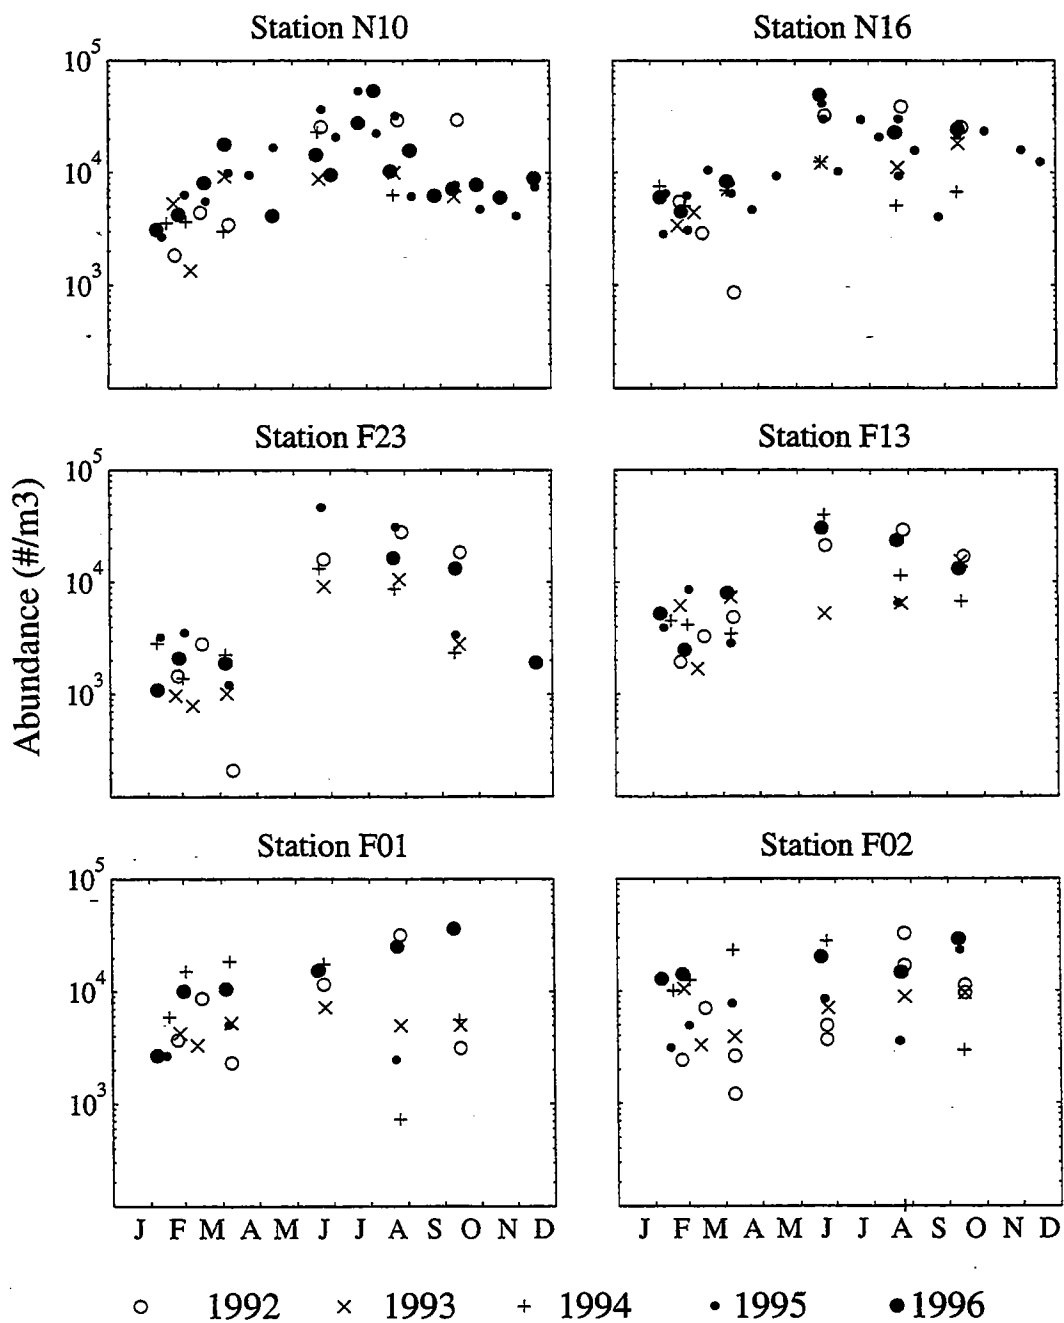 Station N10 Station N16
10^5
10^4
10^3
Station F23 Station F13
10^5
10^4
10^3
Abundance (#/m3)
Station F01 Station F02
10^5
10^4
10^3
J F M A M J J A S O N D J F M A M J J A S O N D
○ 1992 × 1993 + 1994 • 1995 ● 1996